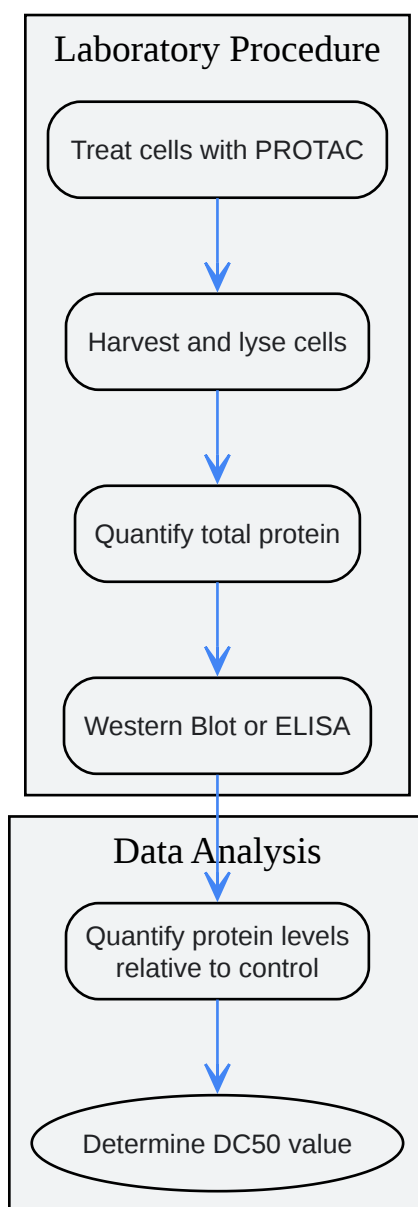 Laboratory Procedure
Treat cells with PROTAC
Harvest and lyse cells
Quantify total protein
Western Blot or ELISA
Data Analysis
Quantify protein levels
relative to control
Determine DC50 value